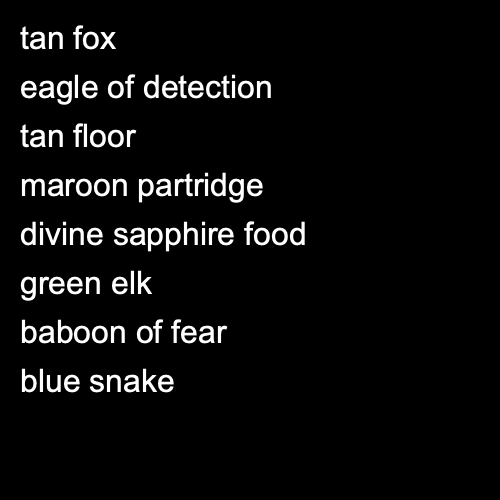 tan fox
eagle of detection
tan floor
maroon partridge
divine sapphire food
green elk
baboon of fear
blue snake